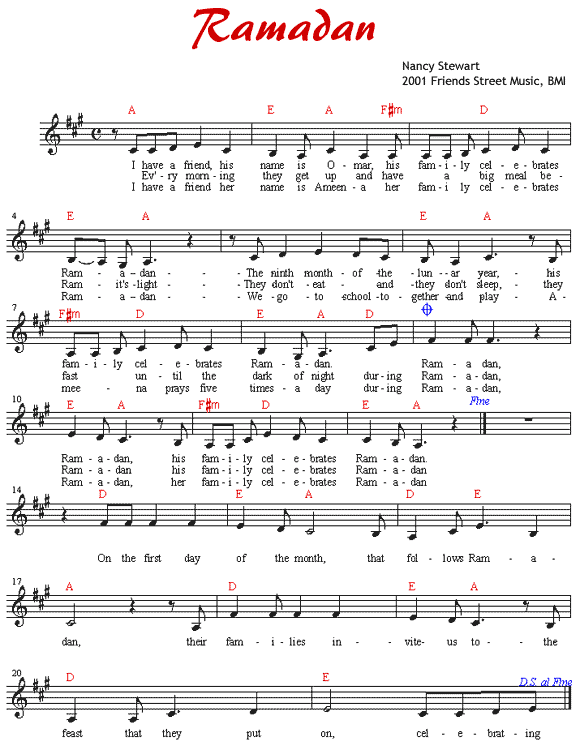 Ramadan
Nancy Stewart
2001 Friends Street Music, BMI
A E A F#m D
I have a friend, his name is O - mar, his fam - i - ly cel - e - brates
Ev' - ry morn - ing they get up and have a big meal be -
I have a friend her name is Ameen - a her fam - i - ly cel - e - brates
4
E A E A
Ram - a - dan - - - The ninth month - of - the - lun - ar year, - his
Ram - it's - light - - - They don't - eat - and - they don't sleep, - they
Ram - a - dan - - - We - go - to - school - to - gether - and play - A -
7
F#m D E A D
fam - i - ly cel - e - brates Ram - a - dan. Ram - a - dan,
fast un - til the dark of night dur - ing Ram - a - dan,
mee - na prays five times - a day dur - ing Ram - a - dan,
10
E A F#m D E A Fine
Ram - a - dan, his fam - i - ly cel - e - brates Ram - a - dan.
Ram - a - dan his fam - i - ly cel - e - brates Ram - a - dan
Ram - a - dan, her fam - i - ly cel - e - brates Ram - a - dan
14
D E A D E
On the first day of the month, that fol - lows Ram - a -
17
A D E A
dan, their fam - i - lies in - vite - us to - the
20
D E D.S. al Fine
feast that they put on, cel - e - brat - ing